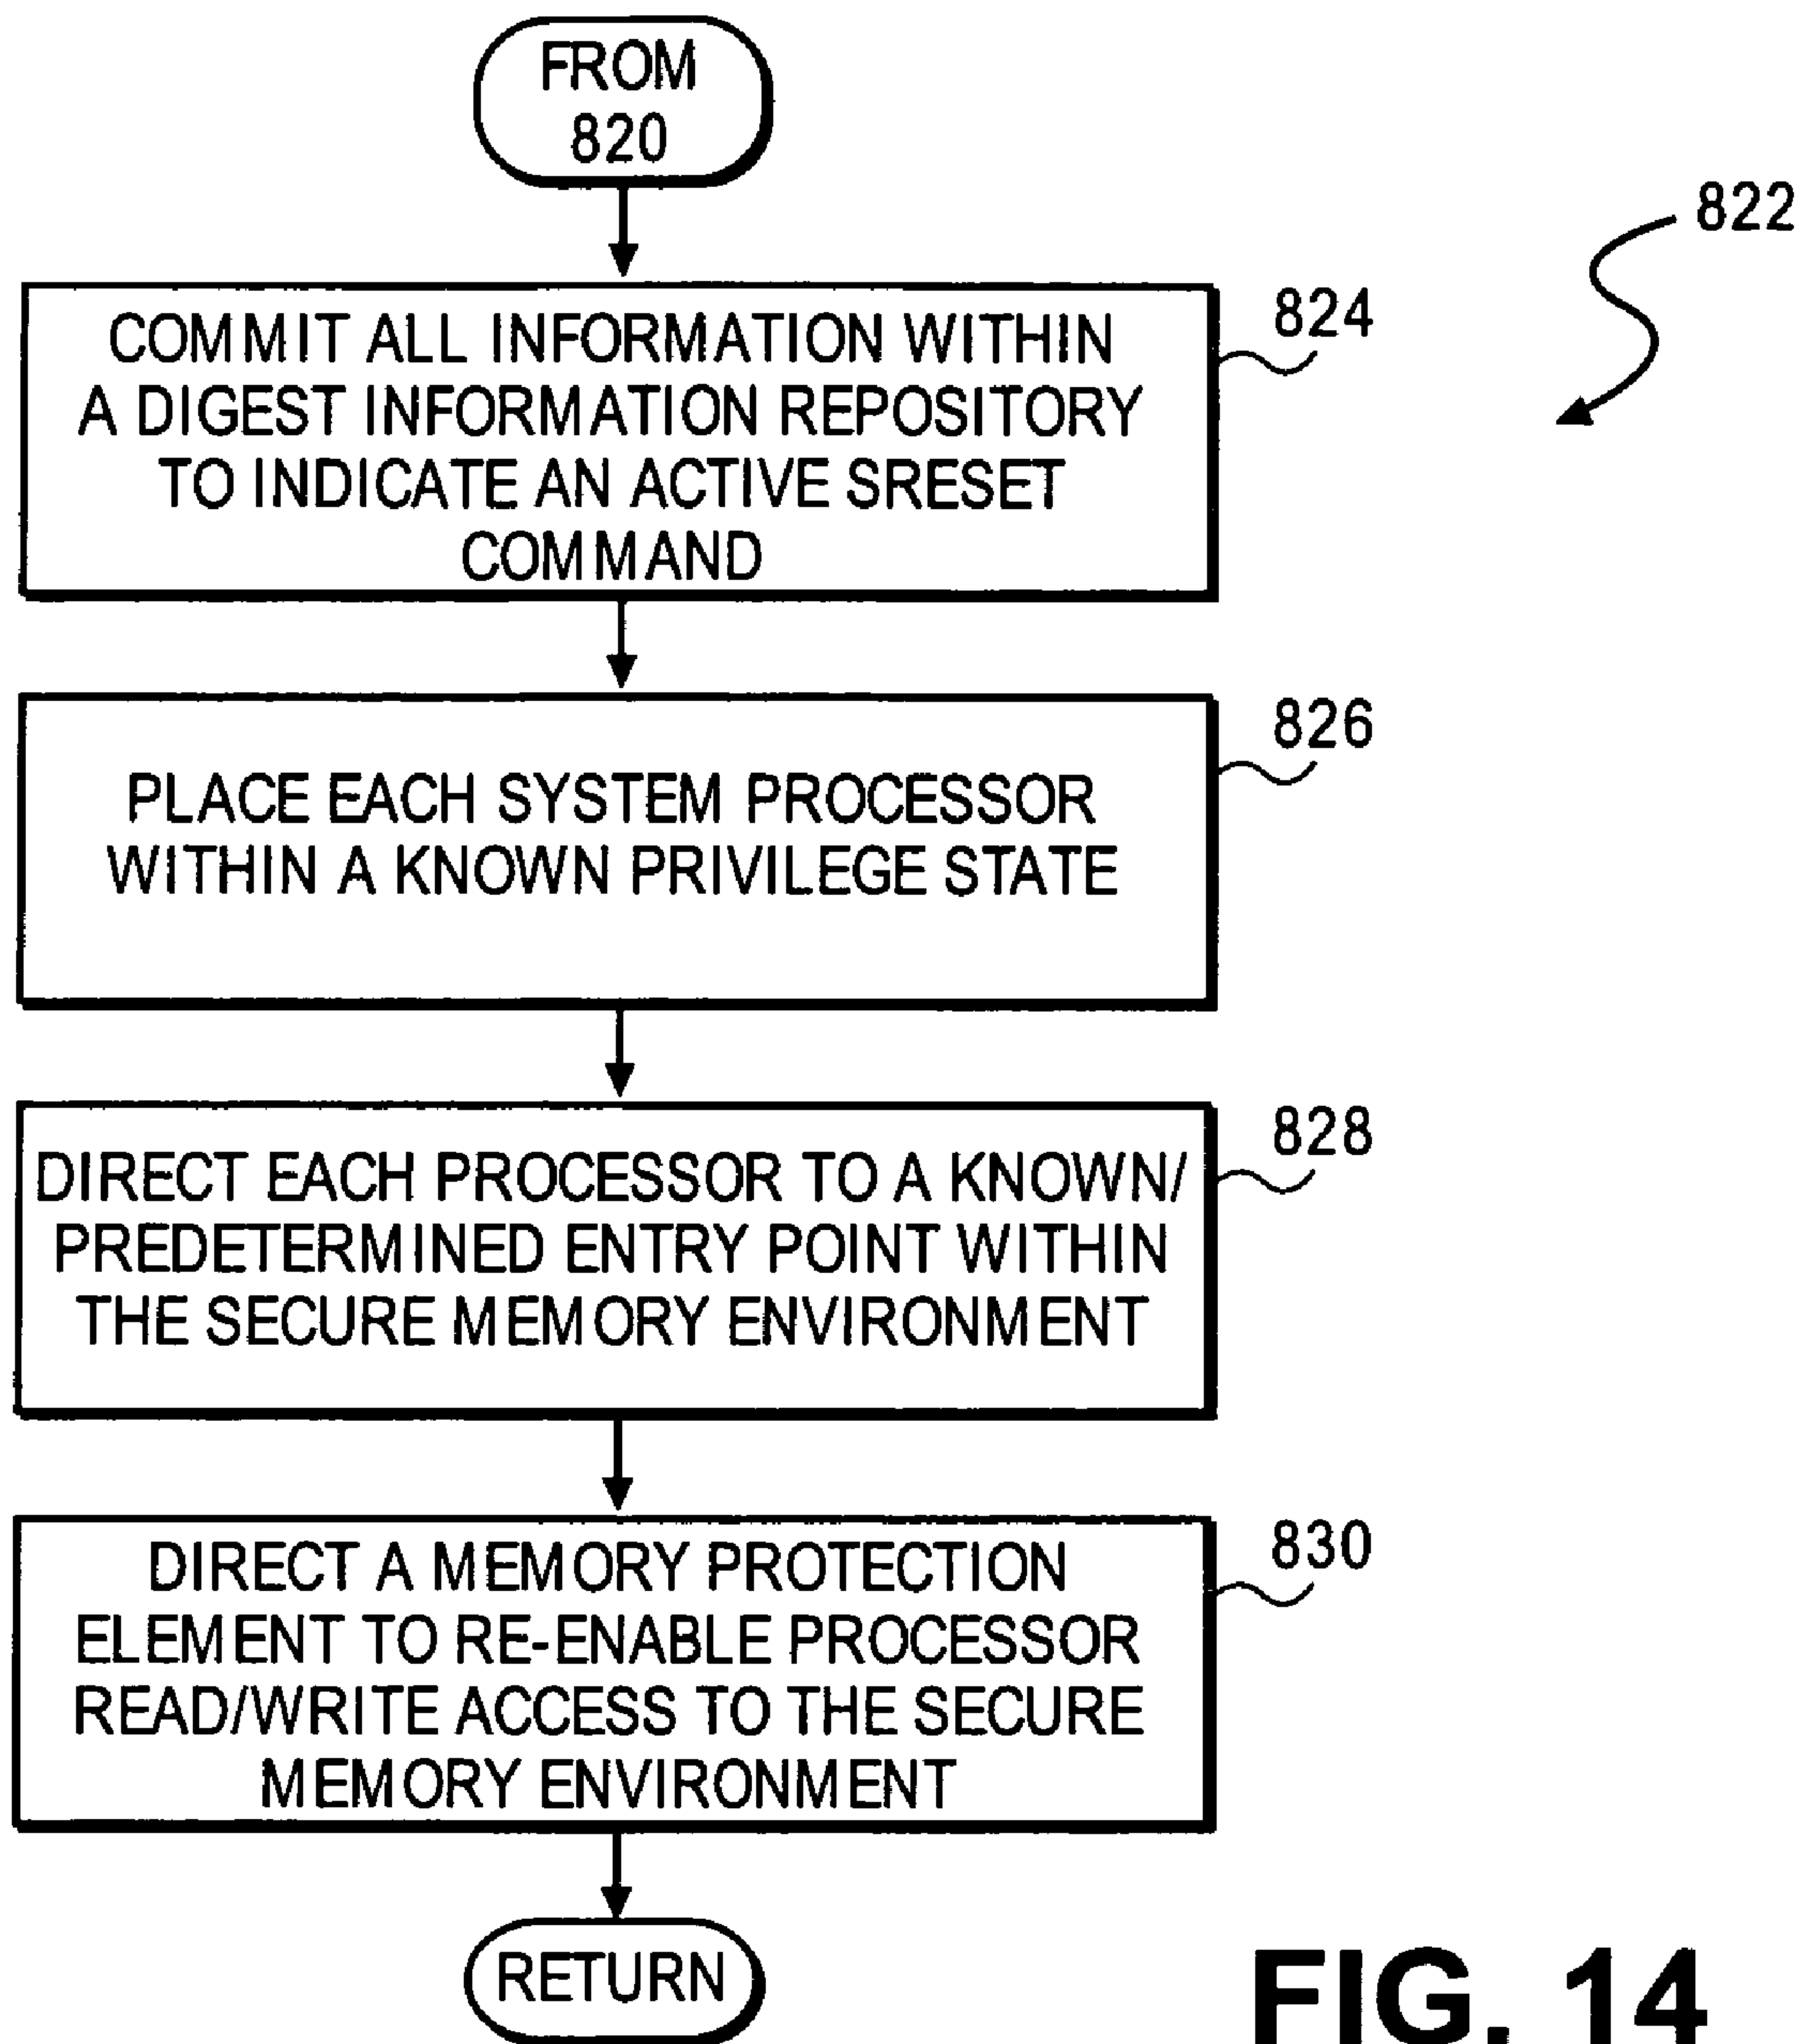 FROM
820
822
COMMIT ALL INFORMATION WITHIN
A DIGEST INFORMATION REPOSITORY
TO INDICATE AN ACTIVE SRESET
COMMAND
824
PLACE EACH SYSTEM PROCESSOR
WITHIN A KNOWN PRIVILEGE STATE
826
DIRECT EACH PROCESSOR TO A KNOWN/
PREDETERMINED ENTRY POINT WITHIN
THE SECURE MEMORY ENVIRONMENT
828
DIRECT A MEMORY PROTECTION
ELEMENT TO RE-ENABLE PROCESSOR
READ/WRITE ACCESS TO THE SECURE
MEMORY ENVIRONMENT
830
RETURN
FIG. 14